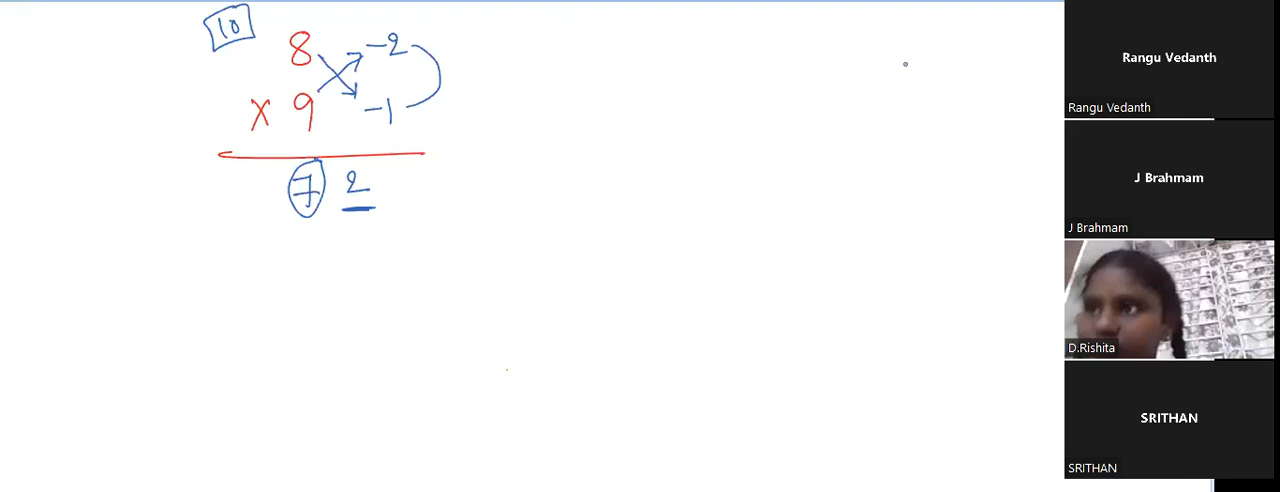 10
8 -2
x 9 -1
7 2
Rangu Vedanth
Rangu Vedanth
J Brahmam
J Brahmam
D.Rishita
SRITHAN
SRITHAN